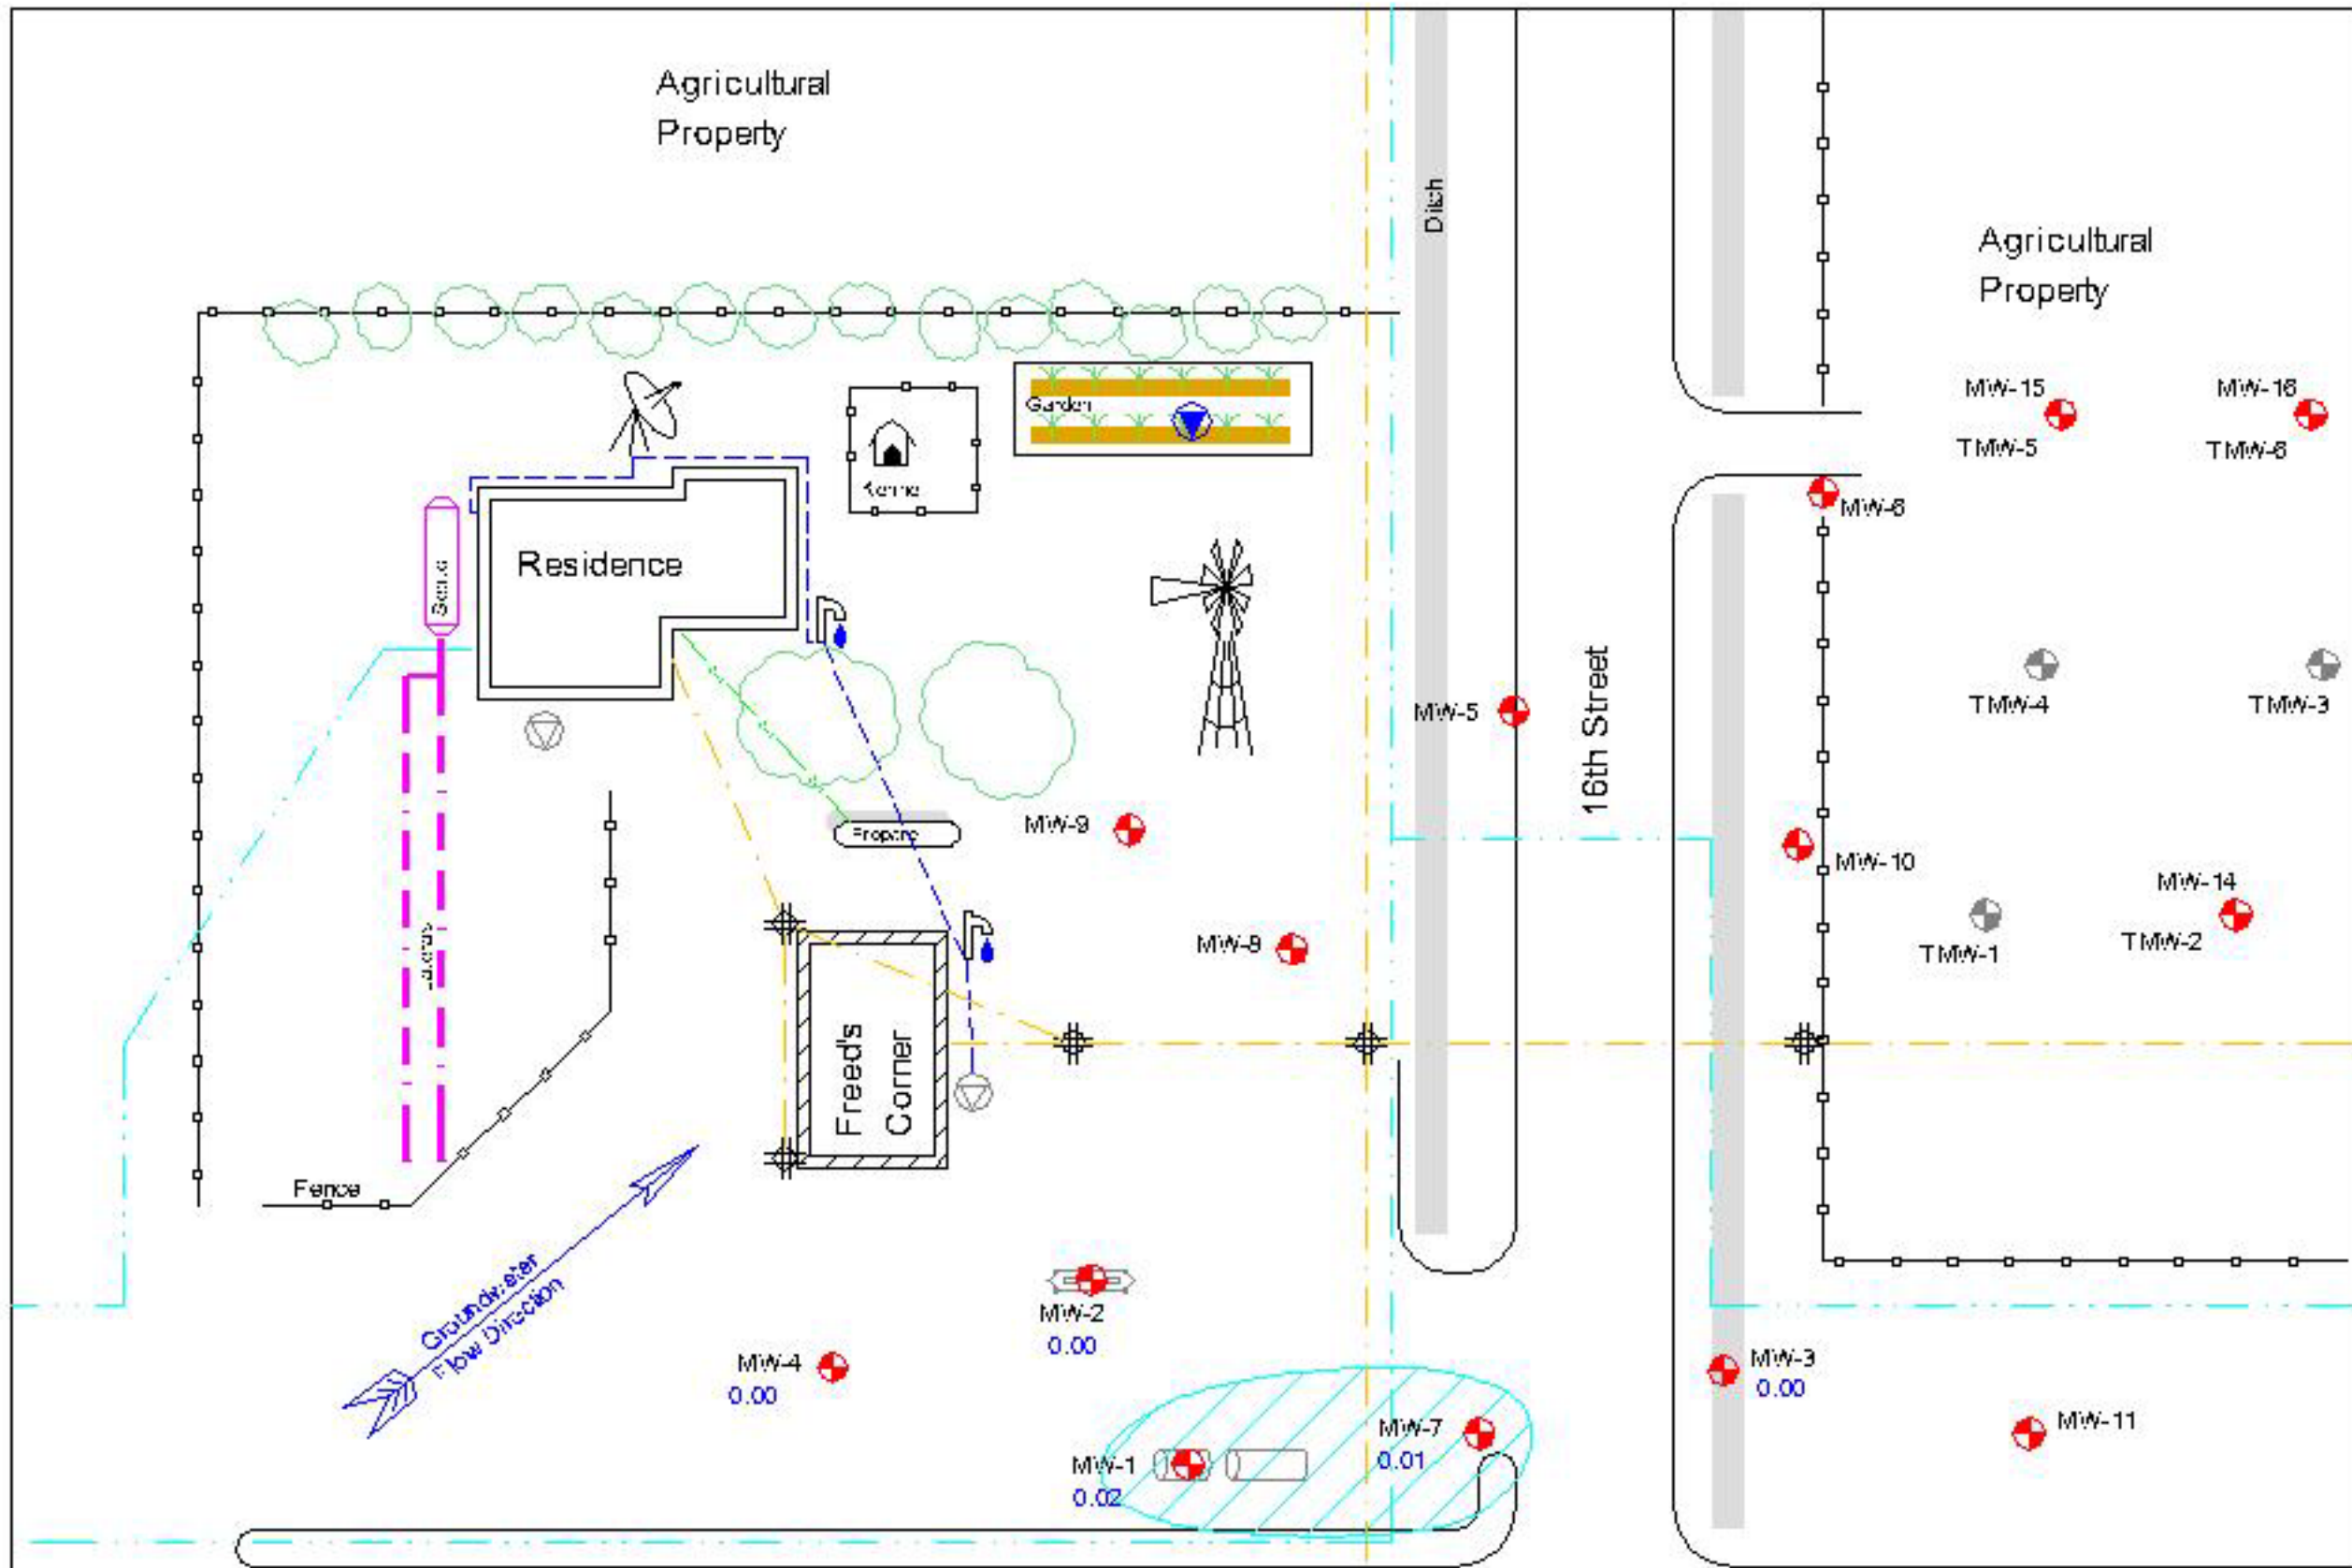 Agricultural
Property
Ditch
Agricultural
Property
MW-15
MW-16
Garden
TMW-5
TMW-6
Kennel
MW-6
Residence
Septic
16th Street
TMW-4
TMW-3
MW-5
MW-9
Propane
MW-10
MW-14
MW-8
TMW-2
TMW-1
Laterals
Freed's
Corner
Fence
Groundwater
Flow Direction
MW-2
0.00
MW-4
0.00
MW-3
0.00
MW-7
0.01
MW-11
MW-1
0.02